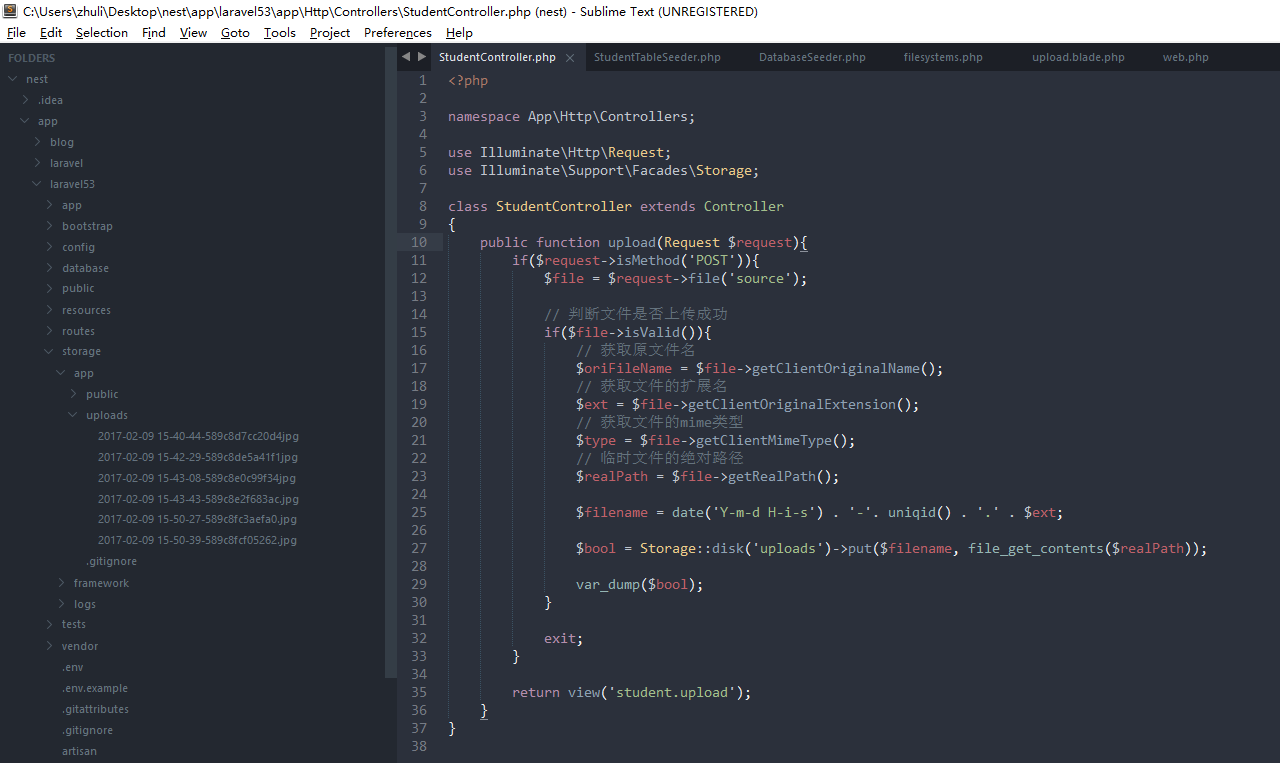 C:\Users\zhuli\Desktop\nest\app\laravel53\app\Http\Controllers\StudentController.php (nest) - Sublime Text (UNREGISTERED)
File Edit Selection Find View Goto Tools Project Preferences Help
FOLDERS
nest
.idea
app
blog
laravel
laravel53
app
bootstrap
config
database
public
resources
routes
storage
app
public
uploads
2017-02-09 15-40-44-589c8d7cc20d4jpg
2017-02-09 15-42-29-589c8de5a41f1jpg
2017-02-09 15-43-08-589c8e0c99f34jpg
2017-02-09 15-43-43-589c8e2f683ac.jpg
2017-02-09 15-50-27-589c8fc3aefa0.jpg
2017-02-09 15-50-39-589c8fcf05262.jpg
.gitignore
framework
logs
tests
vendor
.env
.env.example
.gitattributes
.gitignore
artisan
StudentController.php StudentTableSeeder.php DatabaseSeeder.php filesystems.php upload.blade.php web.php
1 <?php
2
3 namespace App\Http\Controllers;
4
5 use Illuminate\Http\Request;
6 use Illuminate\Support\Facades\Storage;
7
8 class StudentController extends Controller
9 {
10 public function upload(Request $request){
11 if($request->isMethod('POST')){
12 $file = $request->file('source');
13
14 // 判断文件是否上传成功
15 if($file->isValid()){
16 // 获取原文件名
17 $oriFileName = $file->getClientOriginalName();
18 // 获取文件的扩展名
19 $ext = $file->getClientOriginalExtension();
20 // 获取文件的mime类型
21 $type = $file->getClientMimeType();
22 // 临时文件的绝对路径
23 $realPath = $file->getRealPath();
24
25 $filename = date('Y-m-d H-i-s') . '-'. uniqid() . '.' . $ext;
26
27 $bool = Storage::disk('uploads')->put($filename, file_get_contents($realPath));
28
29 var_dump($bool);
30 }
31
32 exit;
33 }
34
35 return view('student.upload');
36 }
37 }
38